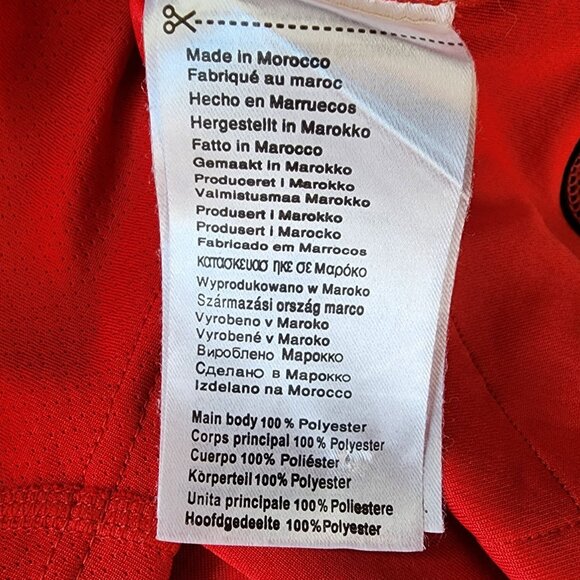 Made in Morocco
Fabriqué au maroc
Hecho en Marruecos
Hergestellt in Marokko
Fatto in Marocco
Gemaakt in Marokko
Produceret i Marokko
Valmistusmaa Marokko
Produsert i Marokko
Produsert i Marocko
Fabricado em Marrocos
κατασκευασ ηκε σε Μαρόκο
Wyprodukowano w Maroko
Származási ország marco
Vyrobeno v Maroko
Vyrobené v Maroko
Вироблено Марокко
Сделано в Марокко
Izdelano na Morocco
Main body 100% Polyester
Corps principal 100% Polyester
Cuerpo 100% Poliéster
Körperteil 100% Polyester
Unita principale 100% Poliestere
Hoofdgedeelte 100% Polyester